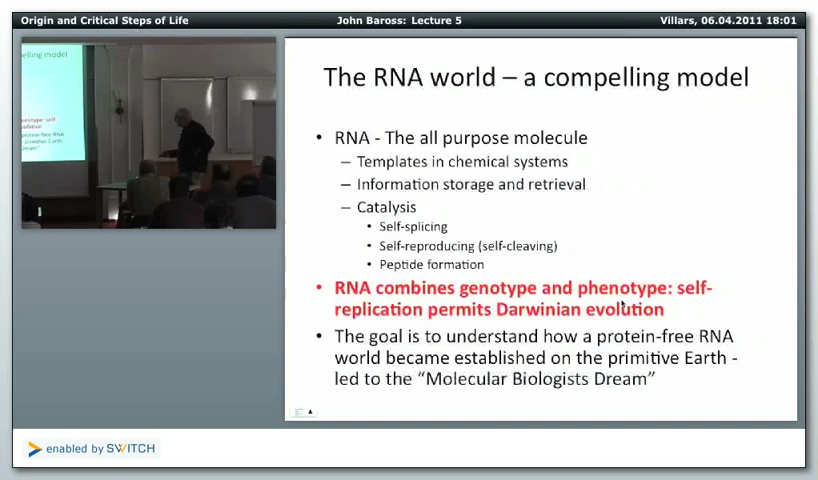 Origin and Critical Steps of Life
John Baross: Lecture 5
Villars, 06.04.2011 18:01
The RNA world – a compelling model
• RNA - The all purpose molecule
– Templates in chemical systems
– Information storage and retrieval
– Catalysis
• Self-splicing
• Self-reproducing (self-cleaving)
• Peptide formation
• RNA combines genotype and phenotype: self-
replication permits Darwinian evolution
• The goal is to understand how a protein-free RNA
world became established on the primitive Earth -
led to the “Molecular Biologists Dream”
enabled by SWITCH